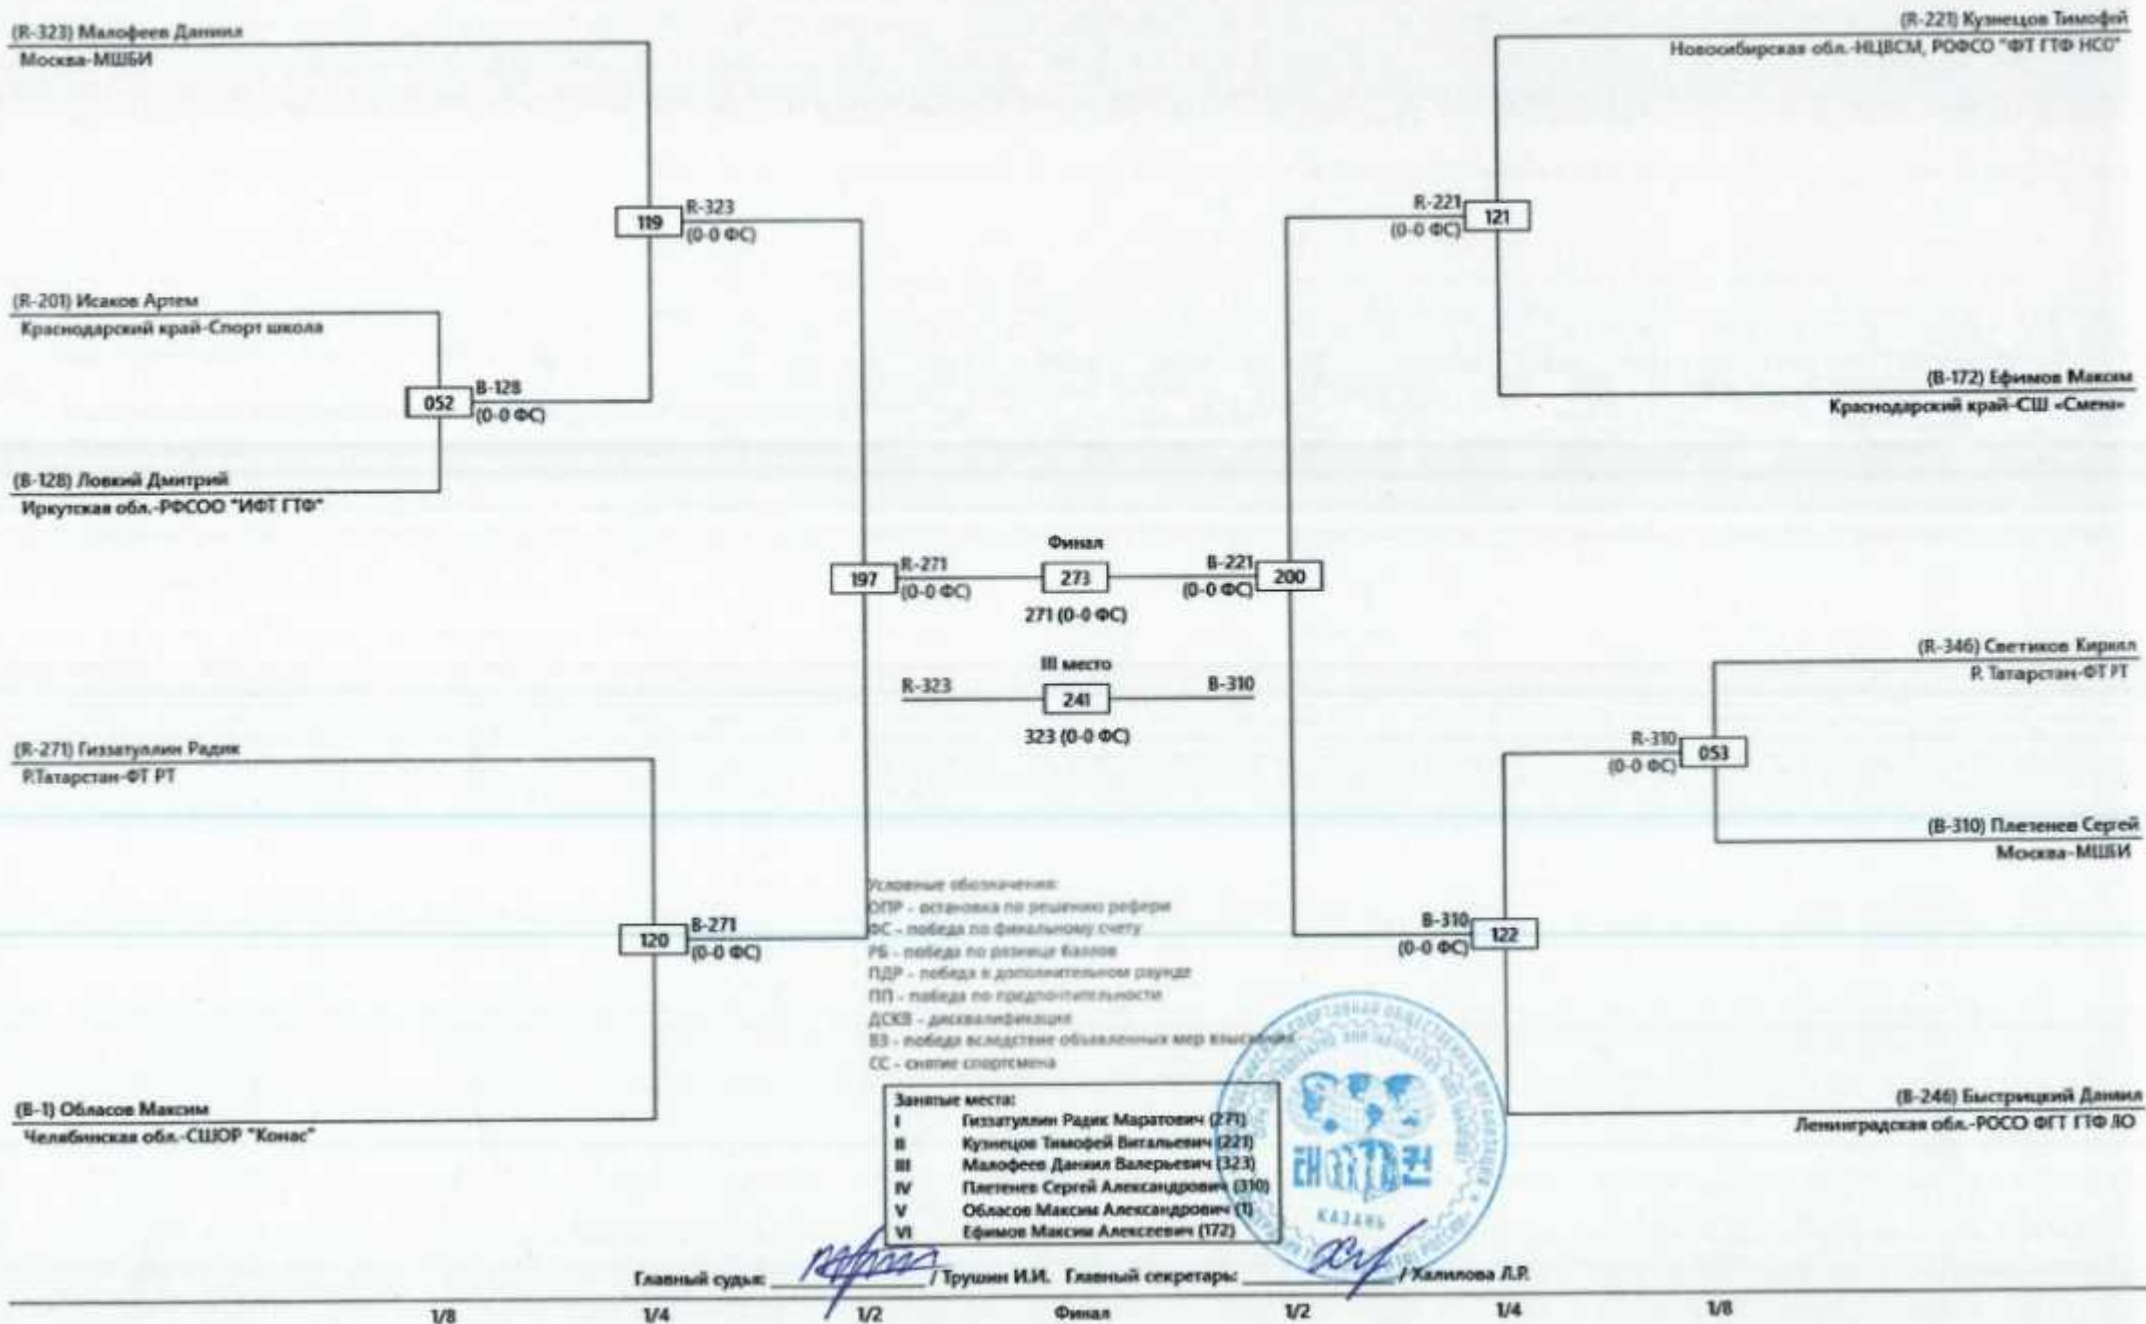 (R-323) Малофеев Даниил
Москва-МШБИ
(R-221) Кузнецов Тимофей
Новосибирская обл.-НЦВСМ, РОФСО "ФТ ГТФ НСО"
119
R-323
(0-0 ФС)
R-221
(0-0 ФС)
121
(R-201) Исаков Артем
Краснодарский край-Спорт школа
052
B-128
(0-0 ФС)
(B-172) Ефимов Максим
Краснодарский край-СШ «Смена»
(B-128) Ловкий Дмитрий
Иркутская обл.-РФСОО "ИФТ ГТФ"
197
R-271
(0-0 ФС)
Финал
273
271 (0-0 ФС)
B-221
(0-0 ФС)
200
III место
R-323
241
B-310
323 (0-0 ФС)
(R-346) Светиков Кирилл
Р. Татарстан-ФТ РТ
R-310
(0-0 ФС)
053
(R-271) Гиззатуллин Радик
Р.Татарстан-ФТ РТ
(B-310) Плетенев Сергей
Москва-МШБИ
120
B-271
(0-0 ФС)
B-310
(0-0 ФС)
122
Условные обозначения:
ОПР - остановка по решению рефери
ФС - победа по финальному счету
РБ - победа по разнице баллов
ПДР - победа в дополнительном раунде
ПП - победа по предпочтительности
ДСКВ - дисквалификация
ВЗ - победа вследствие объявленных мер взыскания
СС - снятие спортсмена
(B-1) Обласов Максим
Челябинская обл.-СШОР "Конас"
(B-246) Быстрицкий Даниил
Ленинградская обл.-РОСО ФГТ ГТФ ЛО
Занятые места:
I Гиззатуллин Радик Маратович (271)
II Кузнецов Тимофей Витальевич (221)
III Малофеев Даниил Валерьевич (323)
IV Плетенев Сергей Александрович (310)
V Обласов Максим Александрович (1)
VI Ефимов Максим Алексеевич (172)
КАЗАНЬ
Главный судья: / Трушин И.И. Главный секретарь: / Халилова Л.Р.
1/8 1/4 1/2 Финал 1/2 1/4 1/8